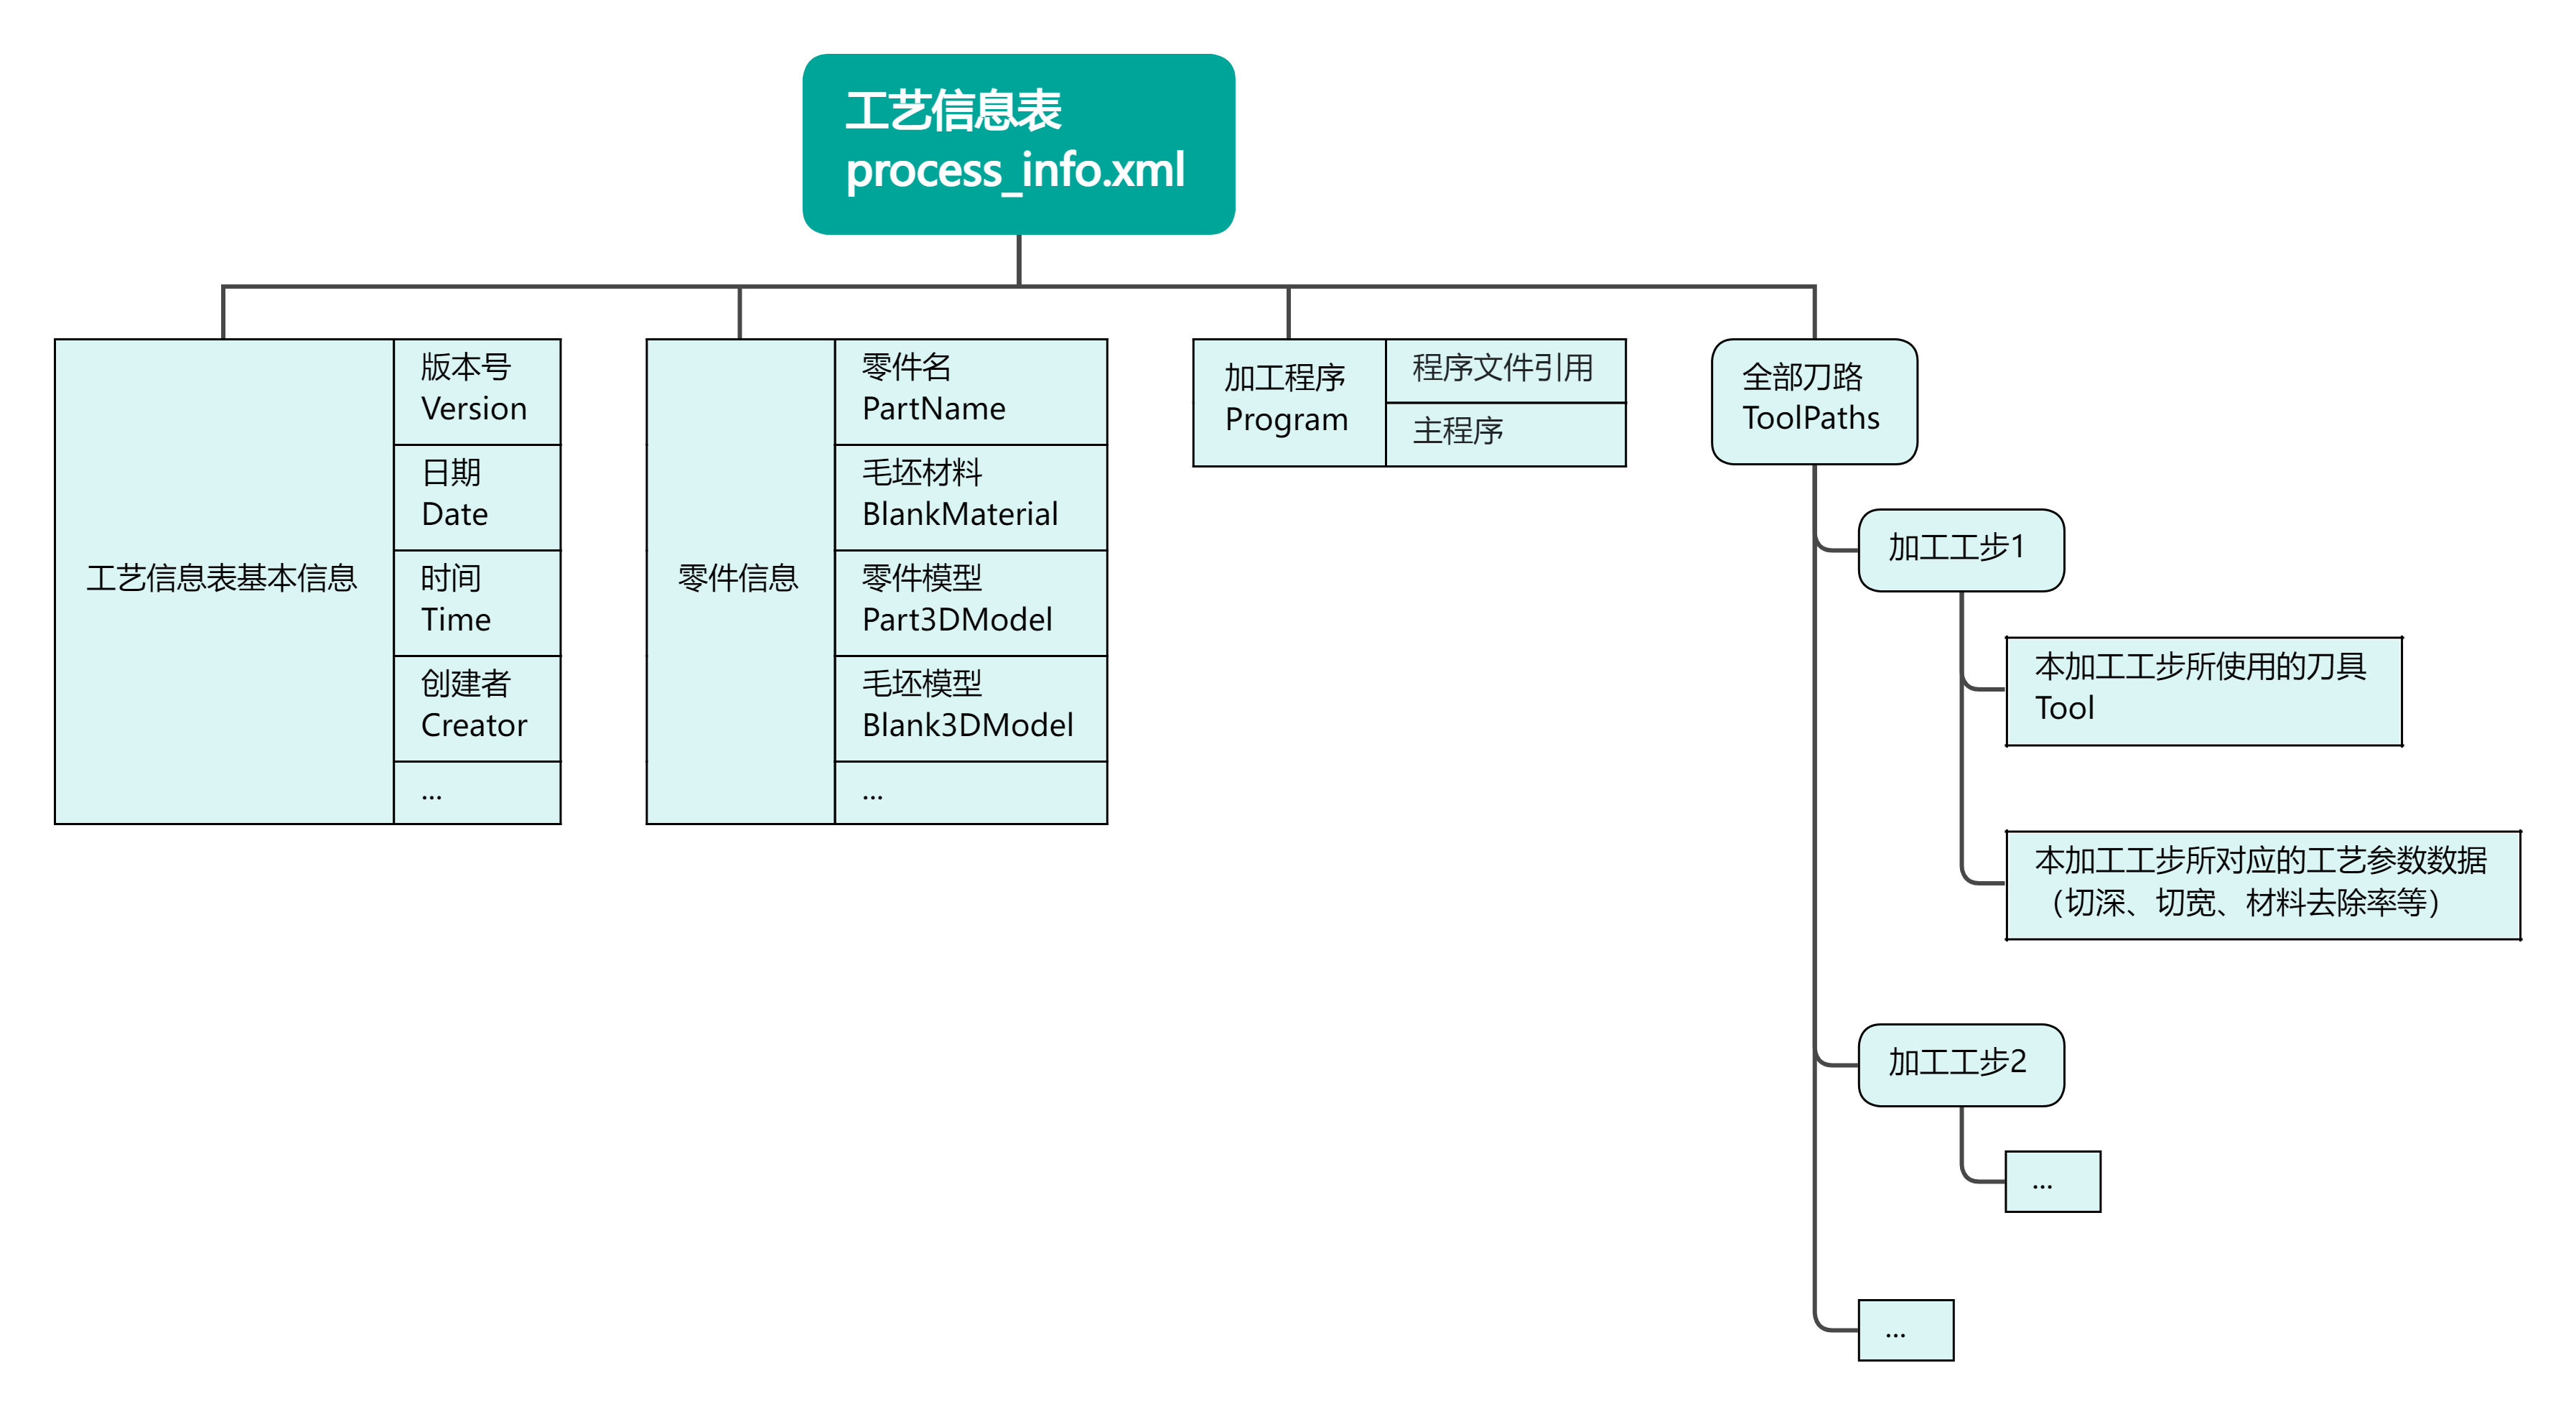 工艺信息表
process_info.xml
工艺信息表基本信息
版本号
Version
日期
Date
时间
Time
创建者
Creator
...
零件信息
零件名
PartName
毛坯材料
BlankMaterial
零件模型
Part3DModel
毛坯模型
Blank3DModel
...
加工程序
Program
程序文件引用
主程序
全部刀路
ToolPaths
加工工步1
本加工工步所使用的刀具
Tool
本加工工步所对应的工艺参数数据
（切深、切宽、材料去除率等）
加工工步2
...
...